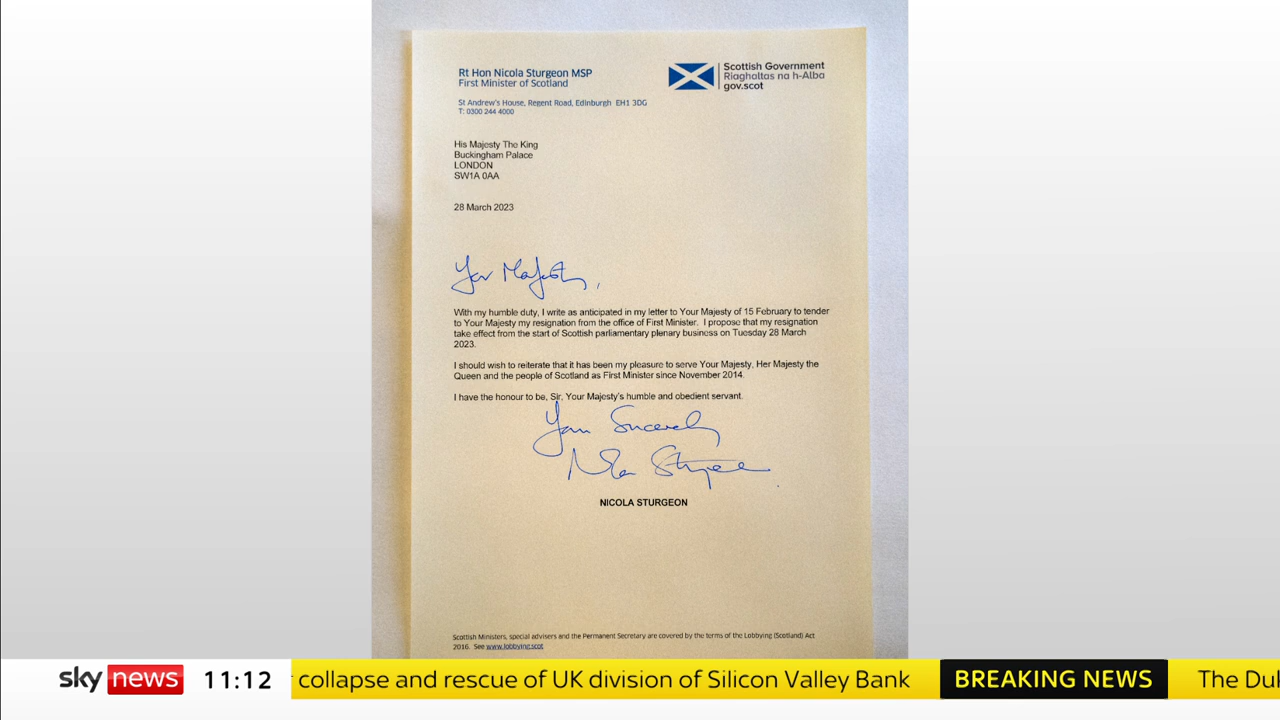 Rt Hon Nicola Sturgeon MSP
First Minister of Scotland
St Andrew's House, Regent Road, Edinburgh EH1 3DG
T: 0300 244 4000
Scottish Government
Riaghaltas na h-Alba
gov.scot
His Majesty The King
Buckingham Palace
LONDON
SW1A 0AA
28 March 2023
Your Majesty,
With my humble duty, I write as anticipated in my letter to Your Majesty of 15 February to tender
to Your Majesty my resignation from the office of First Minister. I propose that my resignation
take effect from the start of Scottish parliamentary plenary business on Tuesday 28 March
2023.
I should wish to reiterate that it has been my pleasure to serve Your Majesty, Her Majesty the
Queen and the people of Scotland as First Minister since November 2014.
I have the honour to be, Sir, Your Majesty's humble and obedient servant.
Yours Sincerely
Nicola Sturgeon
NICOLA STURGEON
Scottish Ministers, special advisers and the Permanent Secretary are covered by the terms of the Lobbying (Scotland) Act
2016. See www.lobbying.scot
sky news 11:12 collapse and rescue of UK division of Silicon Valley Bank BREAKING NEWS The